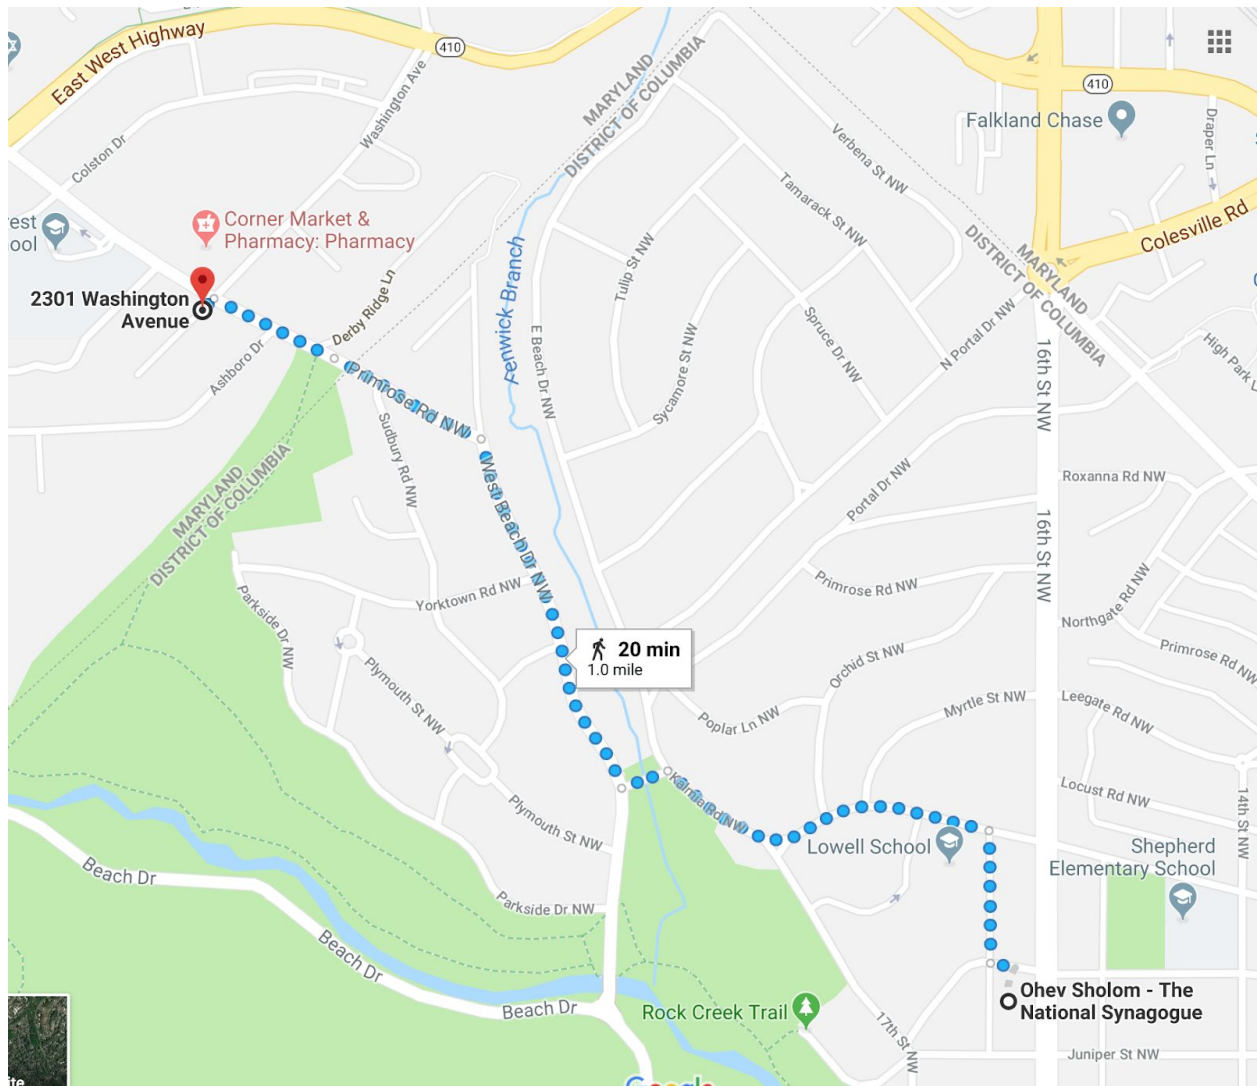 East West Highway
410
MARYLAND
DISTRICT OF COLUMBIA
410
Falkland Chase
Draper Ln
Washington Ave
Colston Dr
Verbena St NW
Tamarack St NW
Colesville Rd
Corner Market &
Pharmacy: Pharmacy
Tulip St NW
Fenwick Branch
MARYLAND
DISTRICT OF COLUMBIA
2301 Washington
Avenue
Derby Ridge Ln
Ashboro Dr
E Beach Dr NW
Spruce Dr NW
N Portal Dr NW
Sycamore St NW
16th St NW
High Park
Primrose Rd NW
Sudbury Rd NW
MARYLAND
DISTRICT OF COLUMBIA
West Beach Dr NW
Portal Dr NW
Roxanna Rd NW
16th St NW
Yorktown Rd NW
Primrose Rd NW
Northgate Rd NW
Parkside Dr NW
20 min
1.0 mile
Orchid St NW
Primrose Rd NW
Plymouth St NW
Poplar Ln NW
Myrtle St NW
Leegate Rd NW
Kalmia Rd NW
Locust Rd NW
14th St NW
Plymouth St NW
Lowell School
Shepherd
Elementary School
Beach Dr
Parkside Dr NW
Beach Dr
Beach Dr
Rock Creek Trail
Ohev Sholom - The
National Synagogue
17th St NW
Juniper St NW
Google